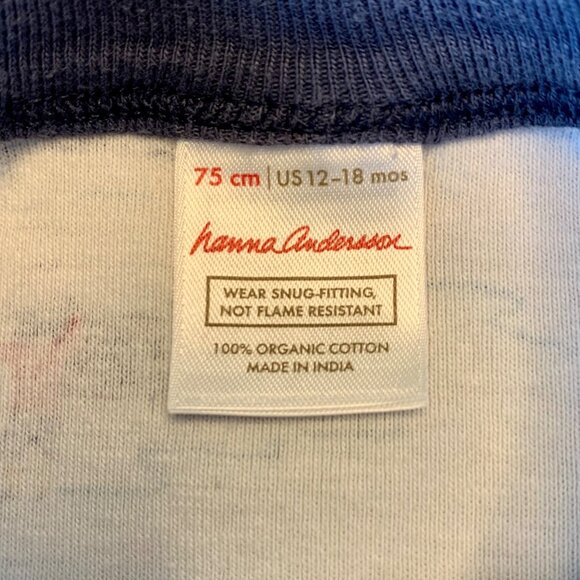 75 cm | US 12-18 mos
hanna Andersson
WEAR SNUG-FITTING,
NOT FLAME RESISTANT
100% ORGANIC COTTON
MADE IN INDIA